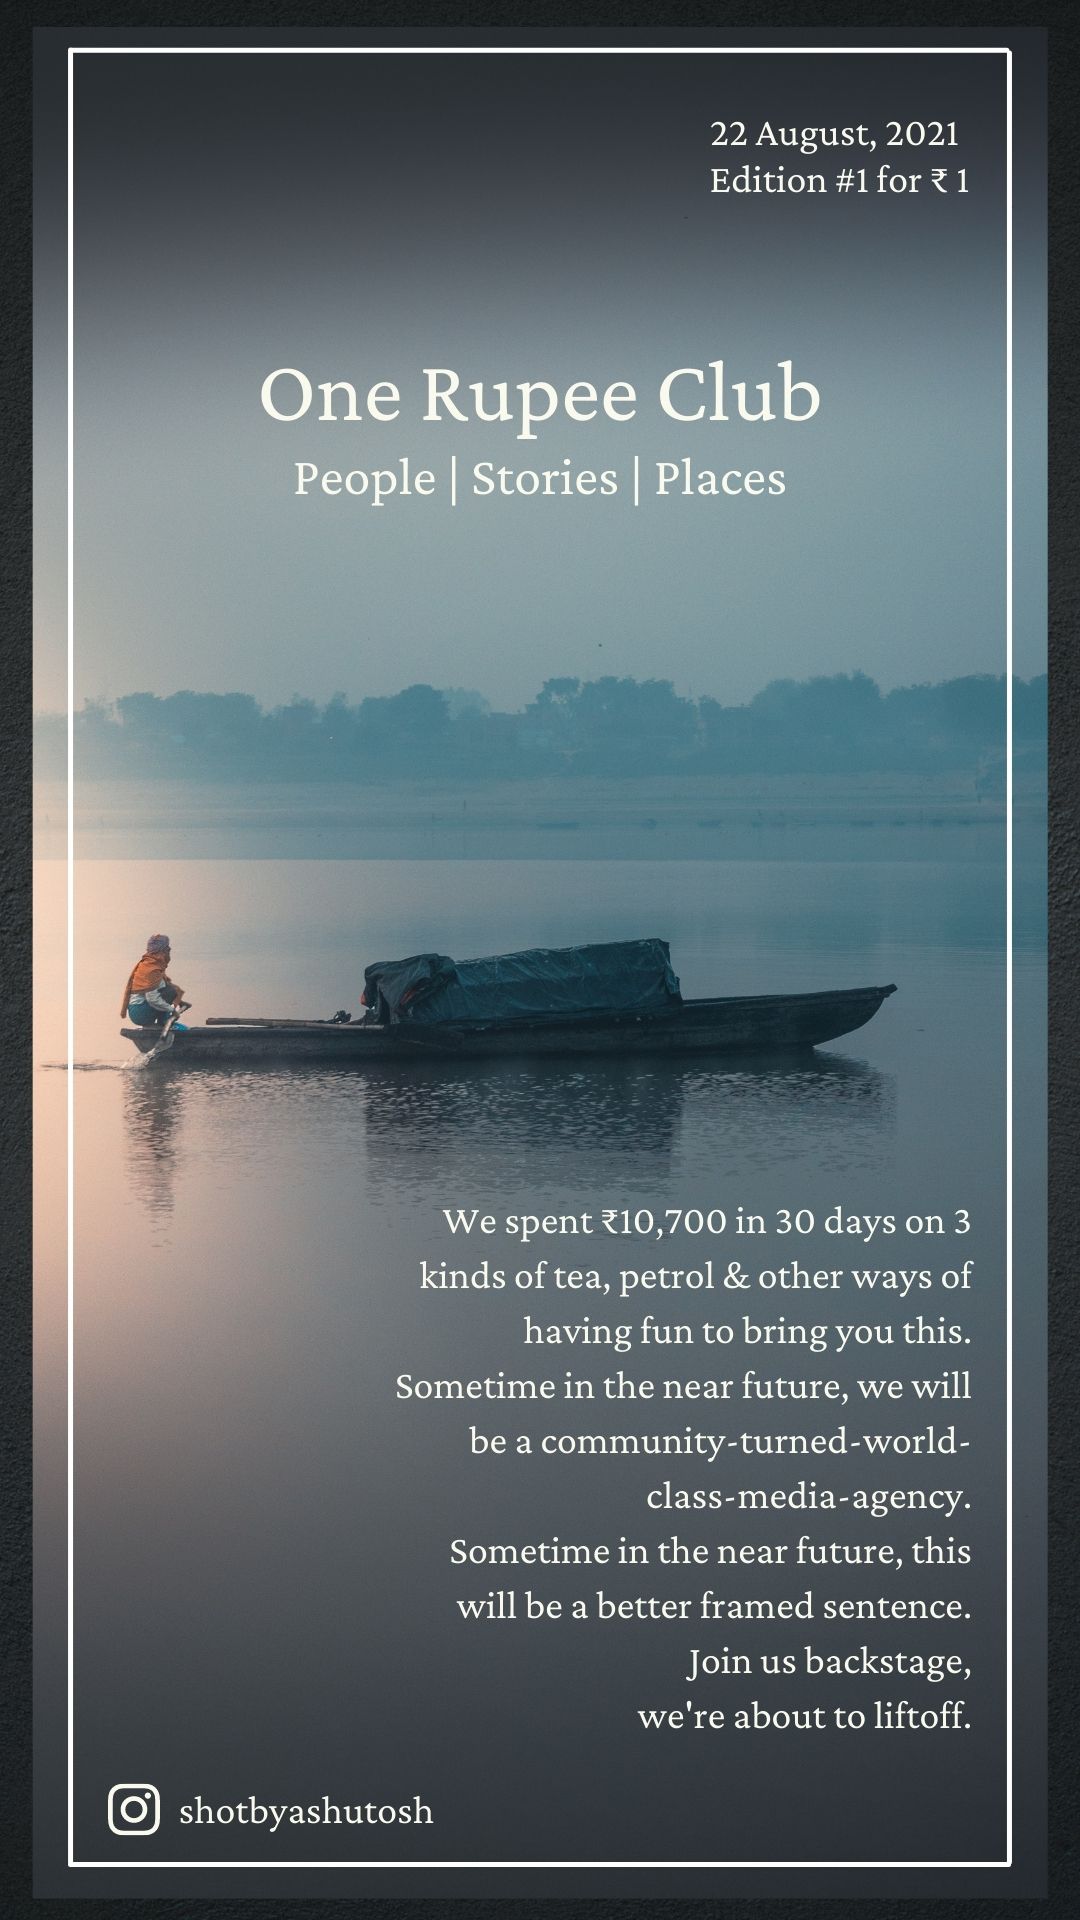 22 August, 2021
Edition #1 for ₹ 1
One Rupee Club
People | Stories | Places
We spent ₹10,700 in 30 days on 3
kinds of tea, petrol & other ways of
having fun to bring you this.
Sometime in the near future, we will
be a community-turned-world-
class-media-agency.
Sometime in the near future, this
will be a better framed sentence.
Join us backstage,
we're about to liftoff.
shotbyashutosh